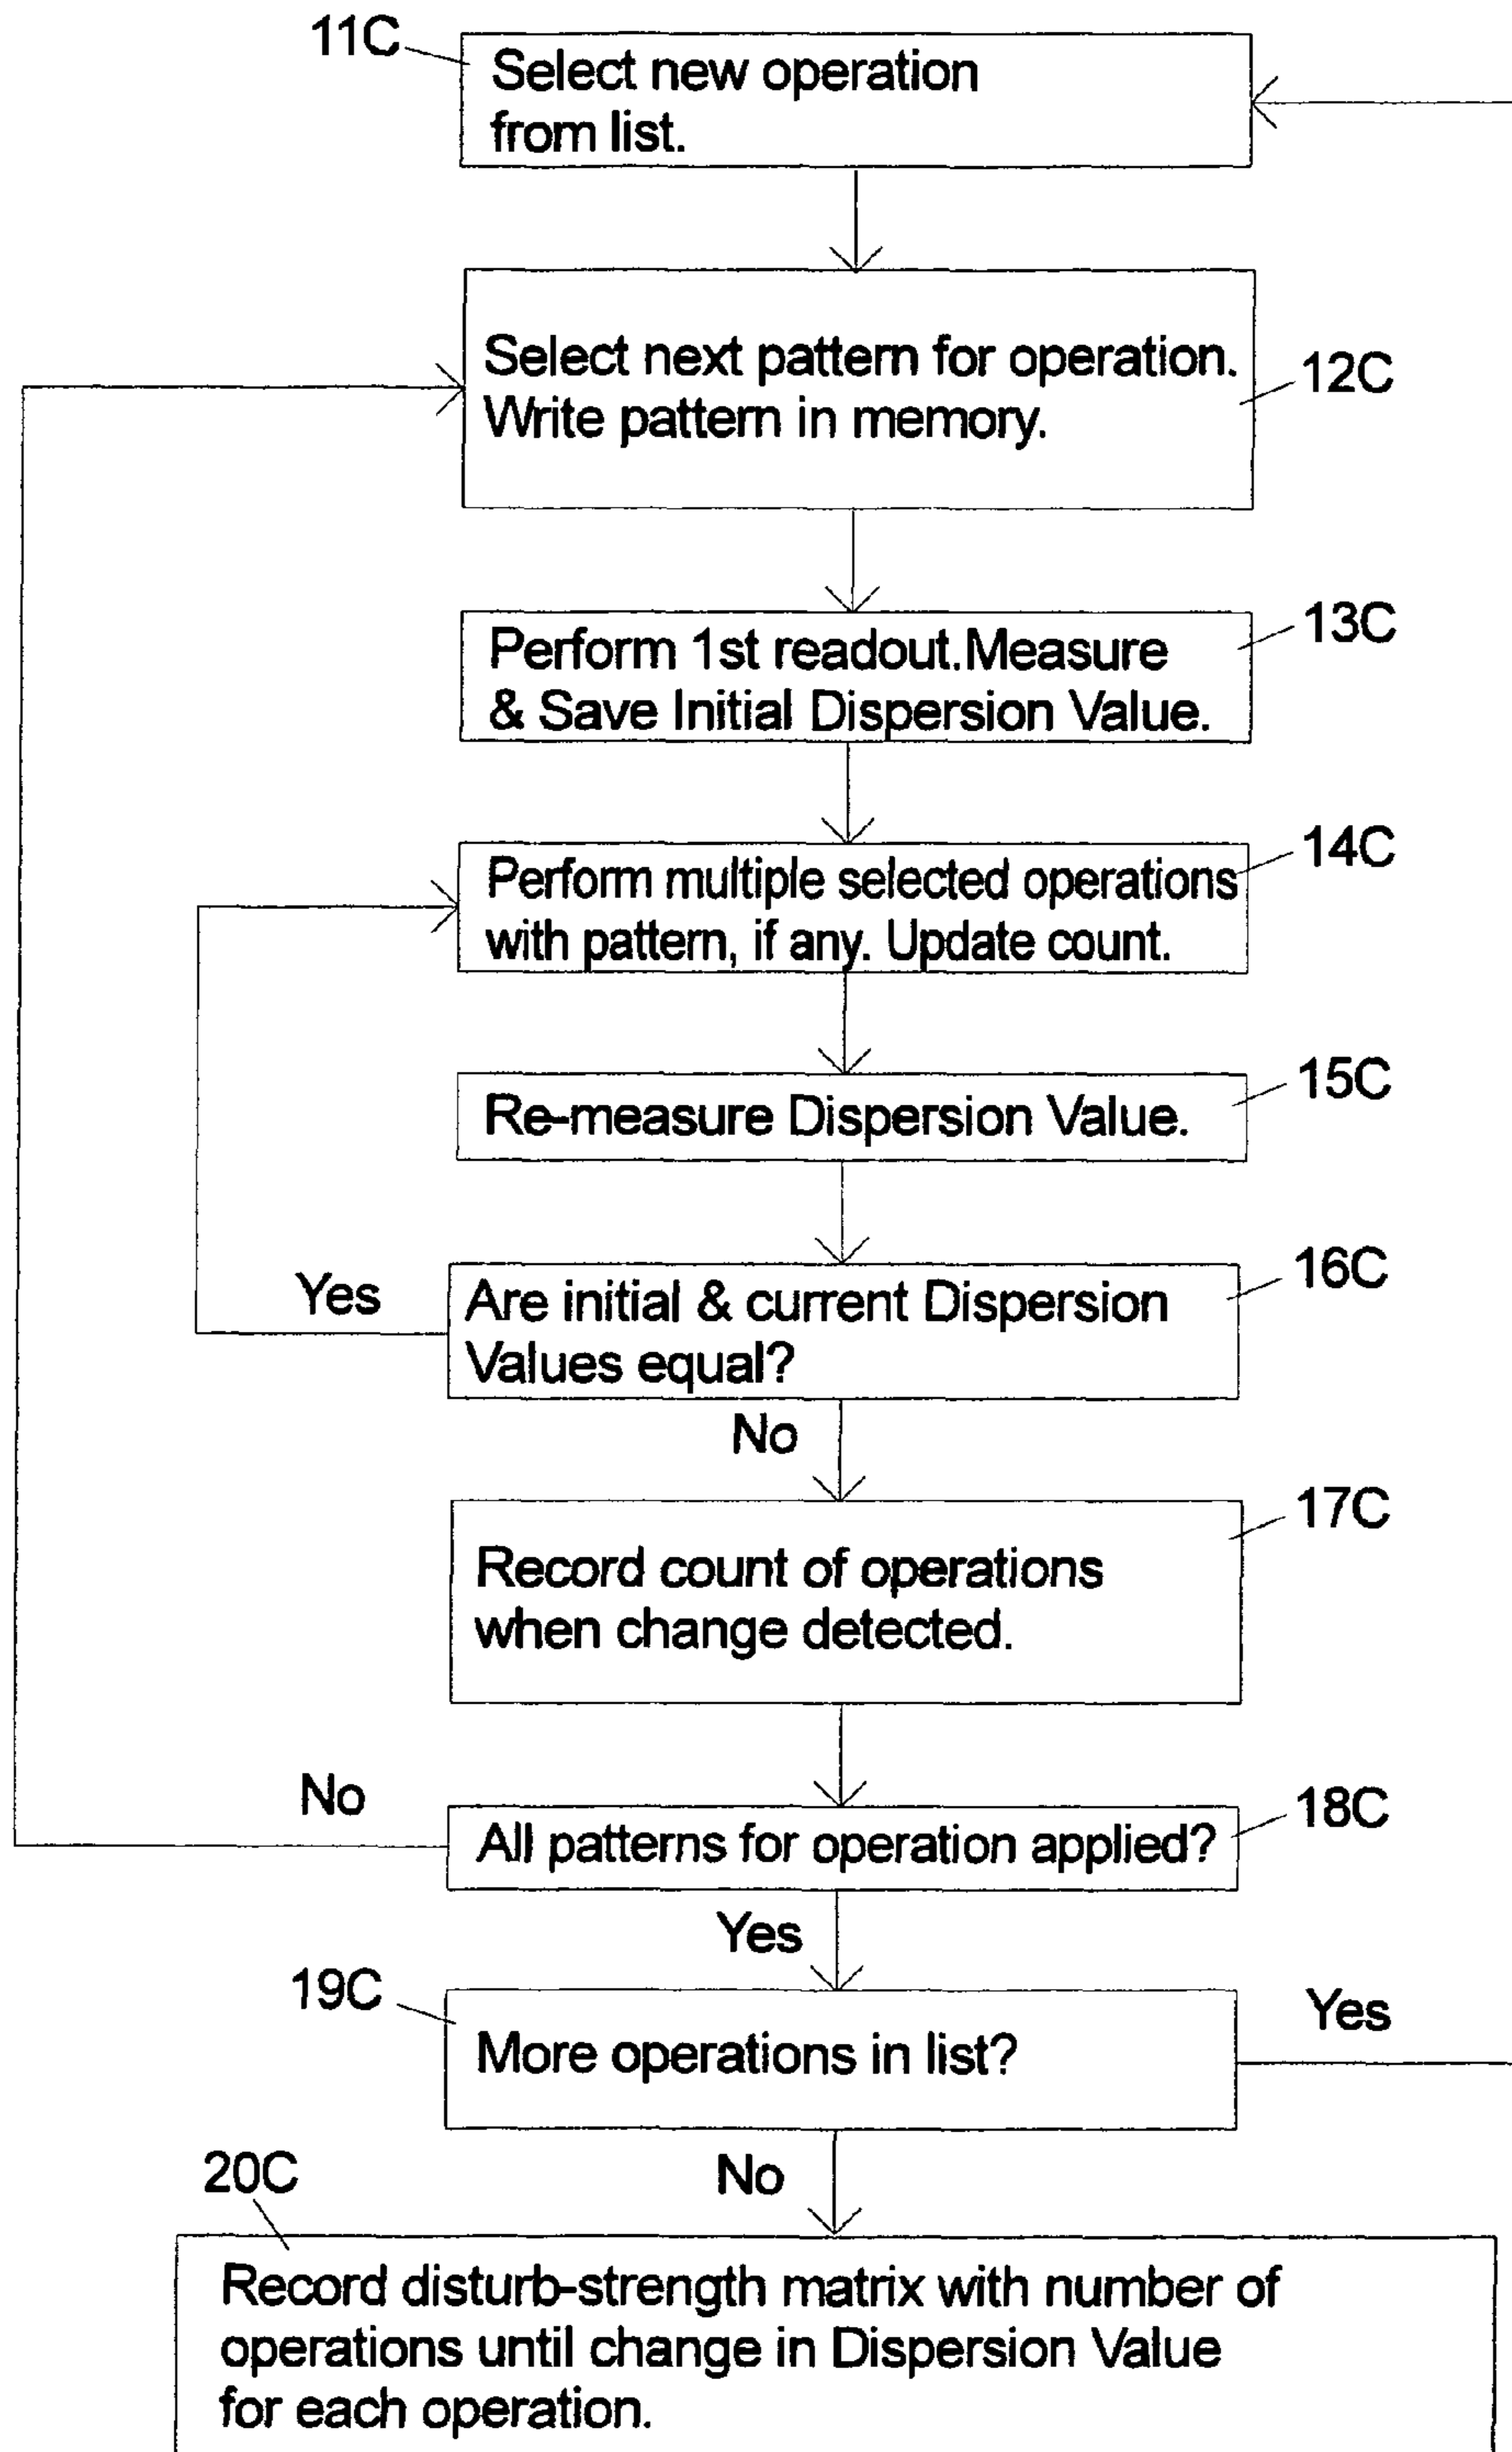 11C
Select new operation
from list.
Select next pattern for operation.
Write pattern in memory.
12C
Perform 1st readout.Measure
& Save Initial Dispersion Value.
13C
Perform multiple selected operations
with pattern, if any. Update count.
14C
Re-measure Dispersion Value.
15C
Yes
Are initial & current Dispersion
Values equal?
16C
No
Record count of operations
when change detected.
17C
No
All patterns for operation applied?
18C
Yes
19C
More operations in list?
Yes
No
20C
Record disturb-strength matrix with number of
operations until change in Dispersion Value
for each operation.